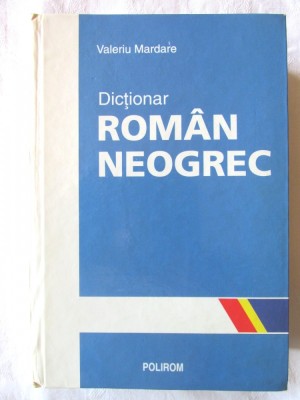 Valeriu Mardare
Dicționar
ROMÂN
NEOGREC
POLIROM